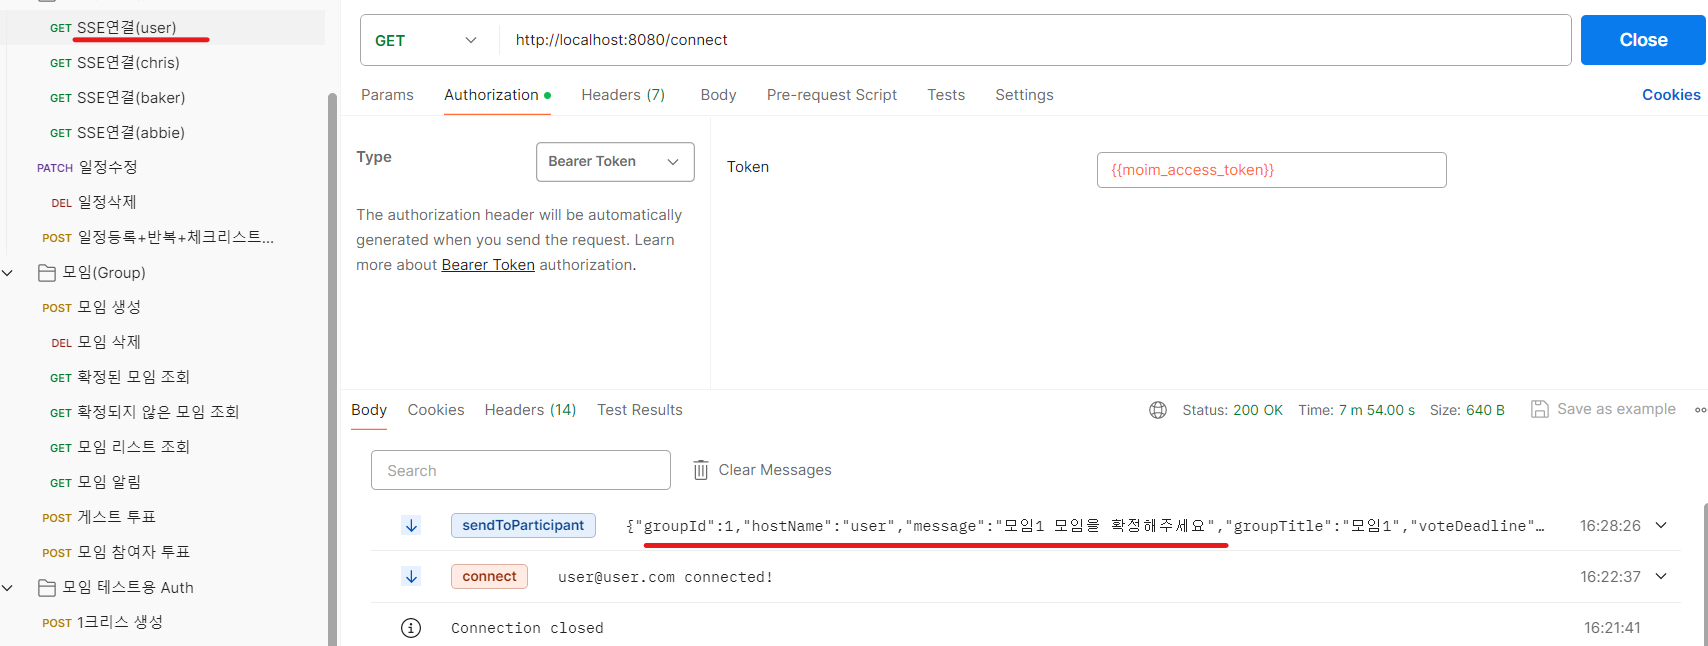 GET SSE연결(user)
GET SSE연결(chris)
GET SSE연결(baker)
GET SSE연결(abbie)
PATCH 일정수정
DEL 일정삭제
POST 일정등록+반복+체크리스트...
모임(Group)
POST 모임 생성
DEL 모임 삭제
GET 확정된 모임 조회
GET 확정되지 않은 모임 조회
GET 모임 리스트 조회
GET 모임 알림
POST 게스트 투표
POST 모임 참여자 투표
모임 테스트용 Auth
POST 1크리스 생성
GET http://localhost:8080/connect Close
Params Authorization Headers (7) Body Pre-request Script Tests Settings Cookies
Type Bearer Token
The authorization header will be automatically
generated when you send the request. Learn
more about Bearer Token authorization.
Token {{moim_access_token}}
Body Cookies Headers (14) Test Results Status: 200 OK Time: 7 m 54.00 s Size: 640 B Save as example
Search Clear Messages
sendToParticipant {"groupId":1,"hostName":"user","message":"모임1 모임을 확정해주세요","groupTitle":"모임1","voteDeadline"… 16:28:26
connect user@user.com connected! 16:22:37
Connection closed 16:21:41